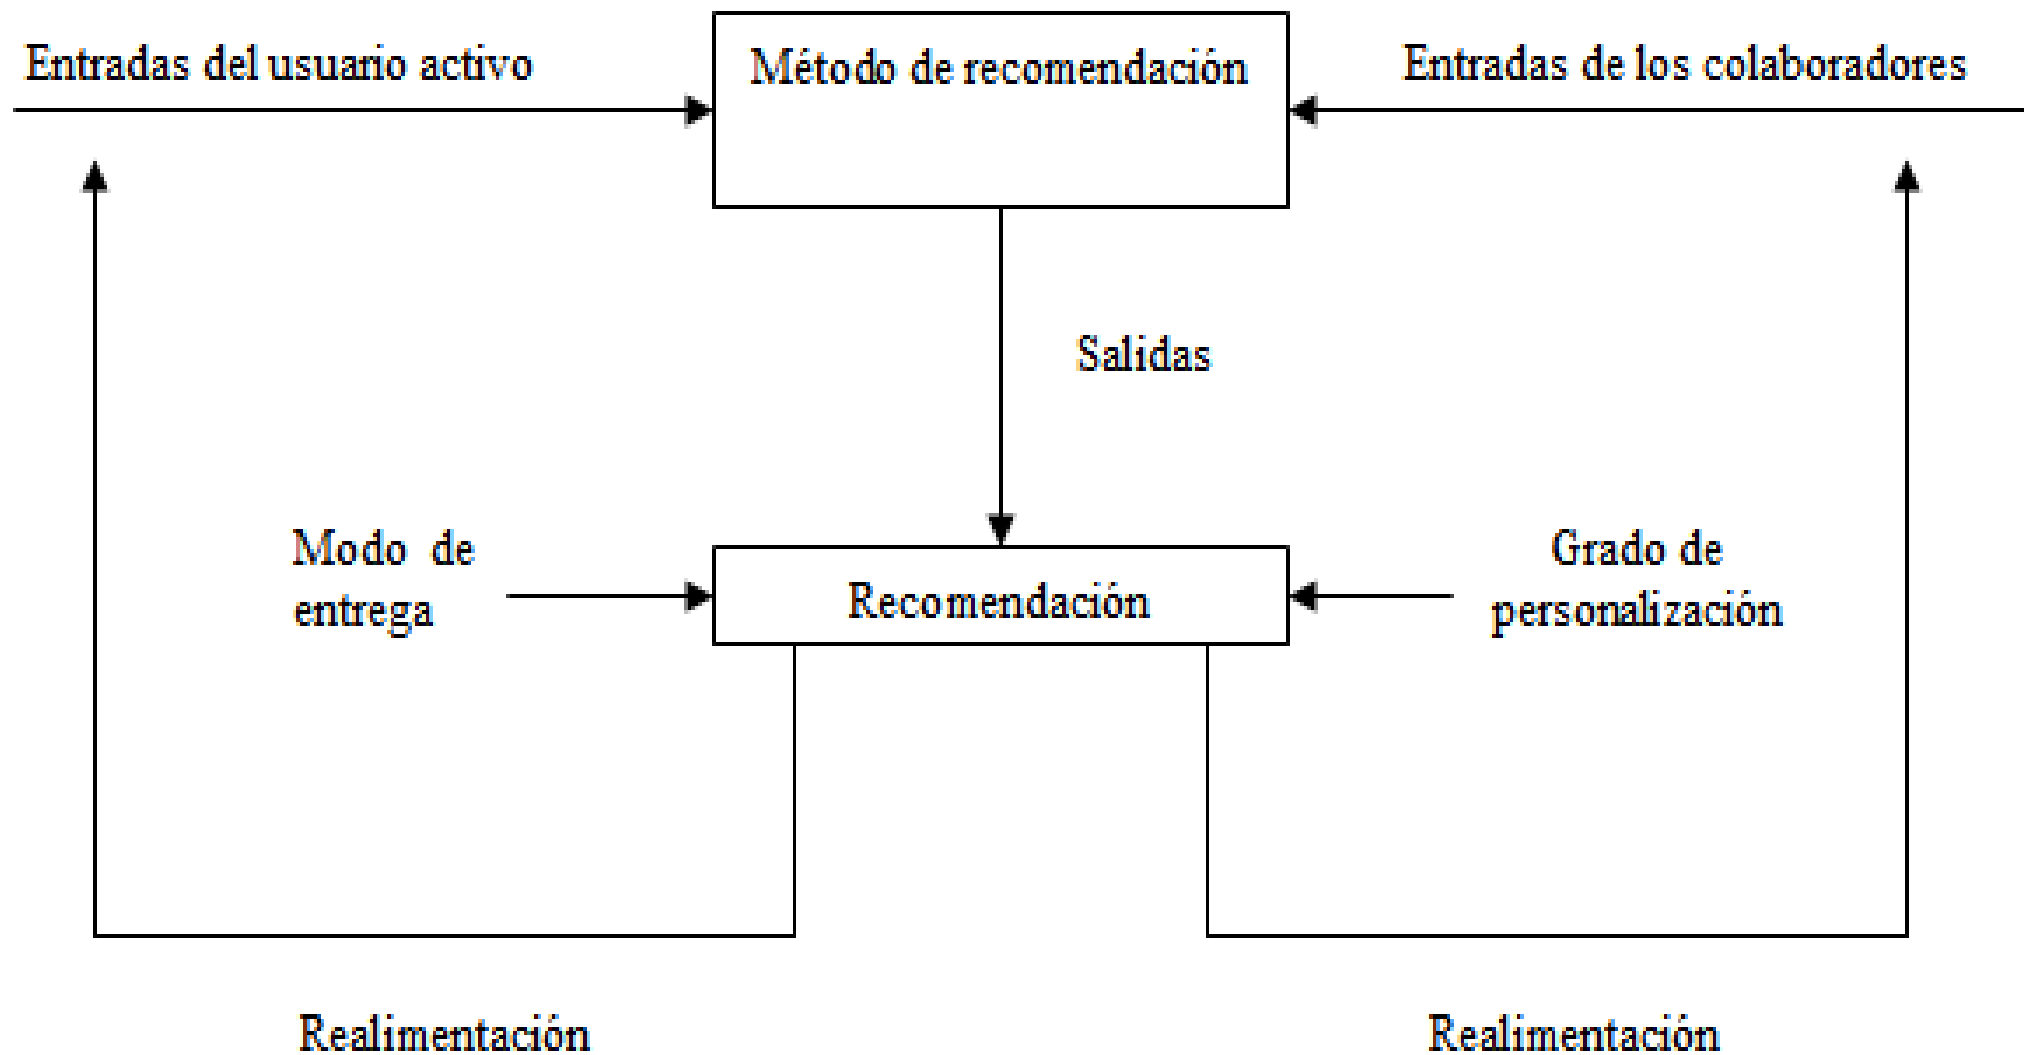 Entradas del usuario activo
Método de recomendación
Entradas de los colaboradores
Salidas
Modo de
entrega
Recomendación
Grado de
personalización
Realimentación
Realimentación